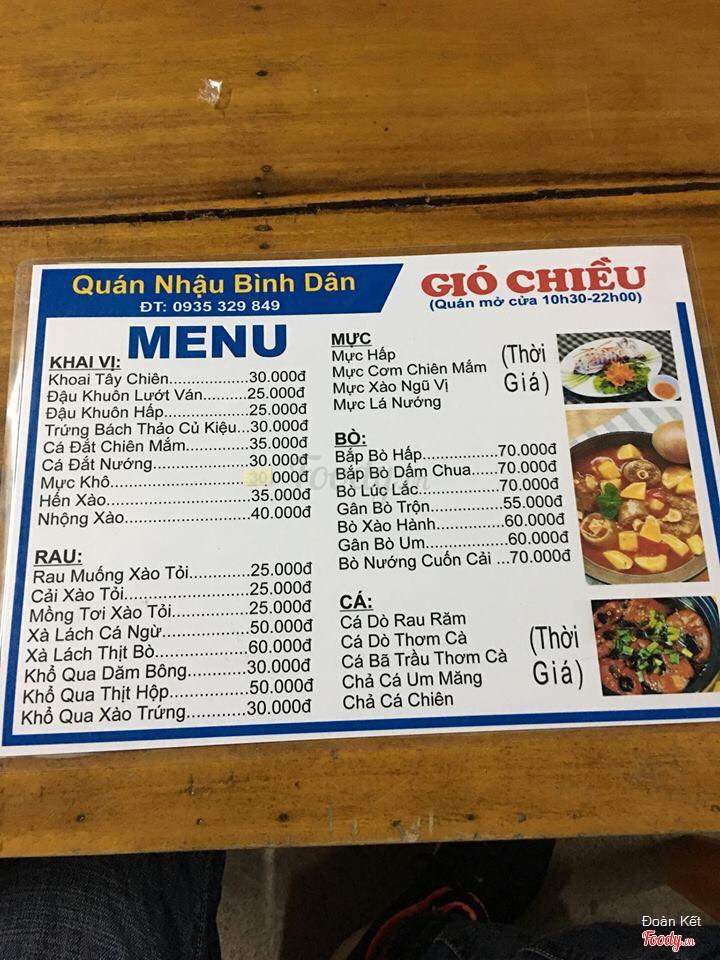 Quán Nhậu Bình Dân
ĐT: 0935 329 849
GIÓ CHIỀU
(Quán mở cửa 10h30-22h00)
MENU
KHAI VỊ:
Khoai Tây Chiên...................30.000đ
Đậu Khuôn Lướt Ván..........25.000đ
Đậu Khuôn Hấp....................25.000đ
Trứng Bách Thảo Củ Kiệu...30.000đ
Cá Đắt Chiên Mắm...............35.000đ
Cá Đắt Nướng......................30.000đ
Mực Khô
Hến Xào................................35.000đ
Nhộng Xào............................40.000đ
RAU:
Rau Muống Xào Tỏi.............25.000đ
Cải Xào Tỏi...........................25.000đ
Mồng Tơi Xào Tỏi.................25.000đ
Xà Lách Cá Ngừ...................50.000đ
Xà Lách Thịt Bò....................60.000đ
Khổ Qua Dăm Bông..............30.000đ
Khổ Qua Thịt Hộp.................50.000đ
Khổ Qua Xào Trứng..............30.000đ
MỰC
Mực Hấp
Mực Cơm Chiên Mắm
Mực Xào Ngũ Vị
Mực Lá Nướng
(Thời
Giá)
BÒ:
Bắp Bò Hấp...................70.000đ
Bắp Bò Dấm Chua......70.000đ
Bò Lúc Lắc....................70.000đ
Gân Bò Trộn..................55.000đ
Bò Xào Hành.................60.000đ
Gân Bò Um....................60.000đ
Bò Nướng Cuốn Cải ...70.000đ
CÁ:
Cá Dò Rau Răm
Cá Dò Thơm Cà
Cá Bã Trầu Thơm Cà
Chả Cá Um Măng
Chả Cá Chiên
(Thời
Giá)
Foody.vn
Đoàn Kết
Foody.vn